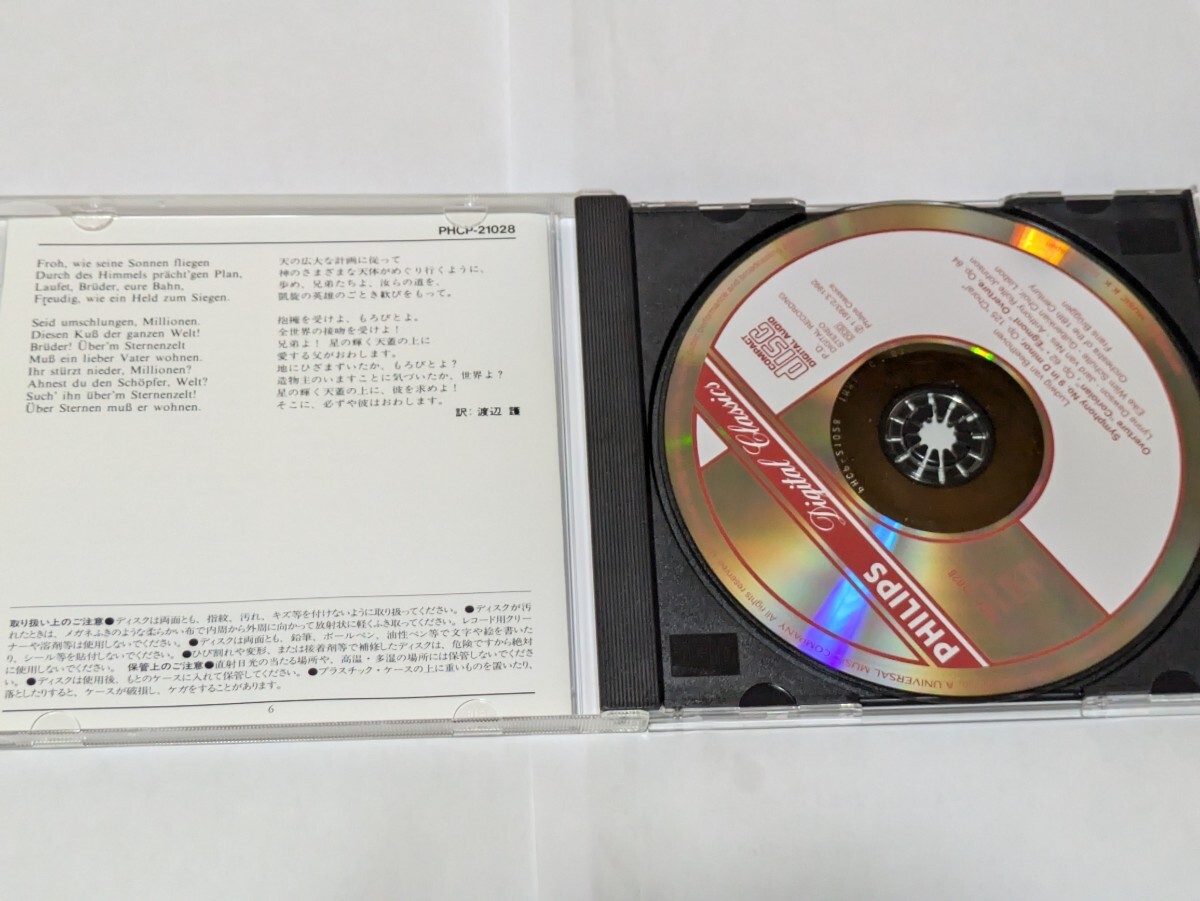 PHCP-21028
Froh, wie seine Sonnen fliegen
Durch des Himmels prächt'gen Plan,
Laufet, Brüder, eure Bahn,
Freudig, wie ein Held zum Siegen.
Seid umschlungen, Millionen.
Diesen Kuß der ganzen Welt!
Brüder! Über'm Sternenzelt
Muß ein lieber Vater wohnen.
Ihr stürzt nieder, Millionen?
Ahnest du den Schöpfer, Welt?
Such' ihn über'm Sternenzelt!
Über Sternen muß er wohnen.
天の広大な計画に従って
神のさまざまな天体がめぐり行くように、
歩め、兄弟たちよ、汝らの道を、
凱旋の英雄のごとき歓びをもって。
抱擁を受けよ、もろびとよ。
全世界の接吻を受けよ!
兄弟よ! 星の輝く天蓋の上に
愛する父がおわします。
地にひざまずいたか、もろびとよ?
造物主のいますことに気づいたか、世界よ?
星の輝く天蓋の上に、彼を求めよ!
そこに、必ずや彼はおわします。
訳:渡辺 護
取り扱い上のご注意●ディスクは両面とも、指紋、汚れ、キズ等を付けないように取り扱ってください。●ディスクが汚
れたときは、メガネふきのような柔らかい布で内周から外周に向かって放射状に軽くふき取ってください。レコード用クリー
ナーや溶剤等は使用しないでください。●ディスクは両面とも、鉛筆、ボールペン、油性ペン等で文字や絵を書いた
り、シール等を貼付しないでください。●ひび割れや変形、または接着剤等で補修したディスクは、危険ですから絶対
に使用しないでください。 保管上のご注意●直射日光の当たる場所や、高温・多湿の場所には保管しないでくださ
い。●ディスクは使用後、もとのケースに入れて保管してください。●プラスチック・ケースの上に重いものを置いたり、
落としたりすると、ケースが破損し、ケガをすることがあります。
6
PHILIPS
Digital Classics
COMPACT
disc
DIGITAL AUDIO
DIGITAL RECORDING
STEREO
Ludwig van Beethoven
Symphony No. 9 in D minor, Op. 125 "Choral"
Overture "Coriolan", Op. 62
"Egmont" Overture, Op. 84
Frans Brüggen
A UNIVERSAL MUSIC COMPANY. All rights reserved